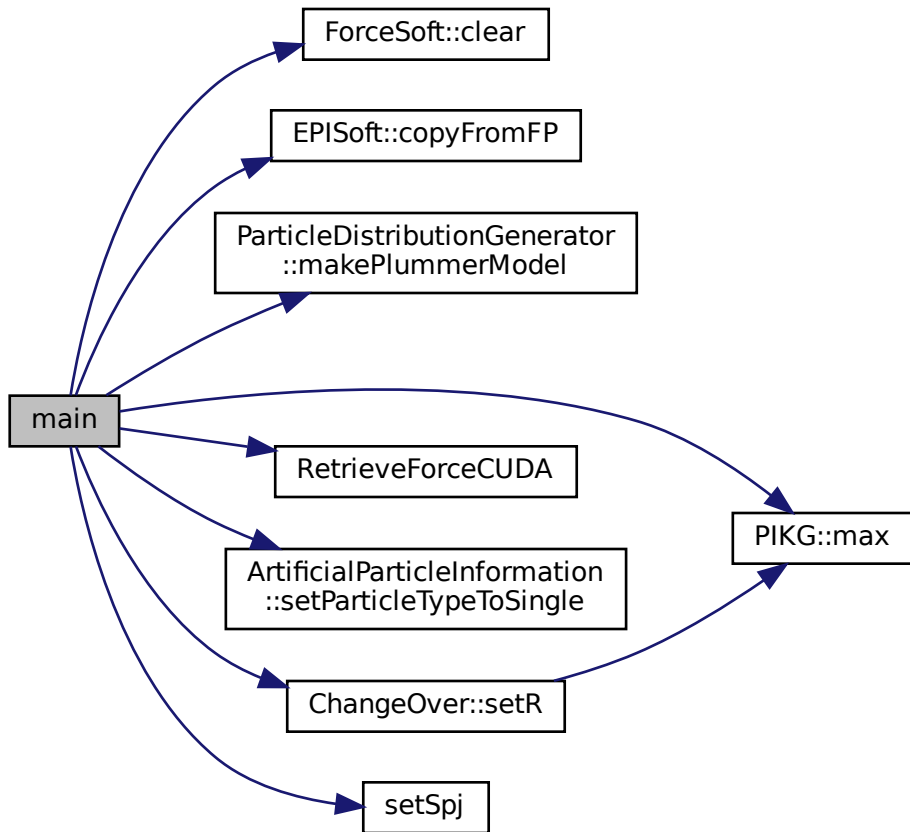 ForceSoft::clear
EPISoft::copyFromFP
ParticleDistributionGenerator
::makePlummerModel
main
RetrieveForceCUDA
PIKG::max
ArtificialParticleInformation
::setParticleTypeToSingle
ChangeOver::setR
setSpj